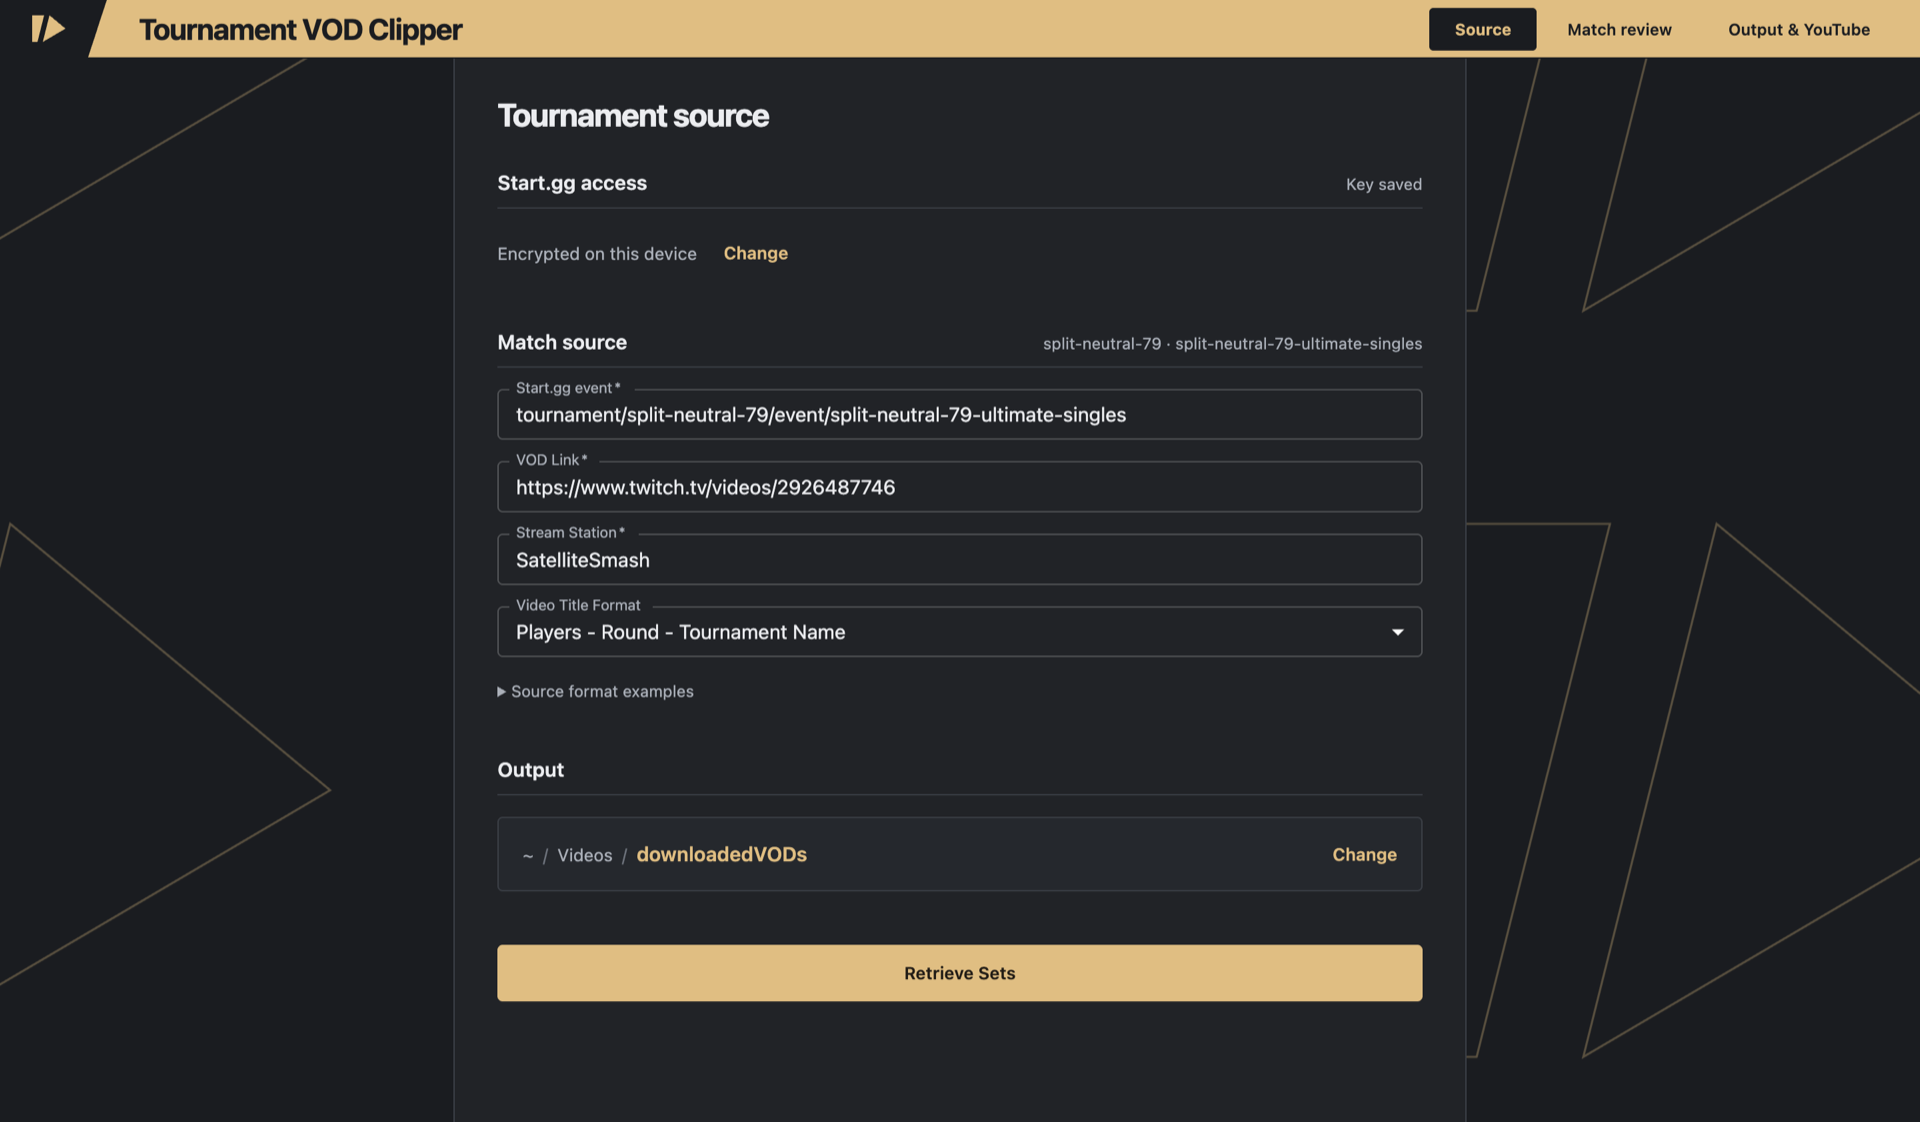 Tournament VOD Clipper
Source
Match review
Output & YouTube
Tournament source
Start.gg access
Key saved
Encrypted on this device
Change
Match source
split-neutral-79 · split-neutral-79-ultimate-singles
Start.gg event*
tournament/split-neutral-79/event/split-neutral-79-ultimate-singles
VOD Link*
https://www.twitch.tv/videos/2926487746
Stream Station*
SatelliteSmash
Video Title Format
Players - Round - Tournament Name
Source format examples
Output
~ / Videos / downloadedVODs
Change
Retrieve Sets